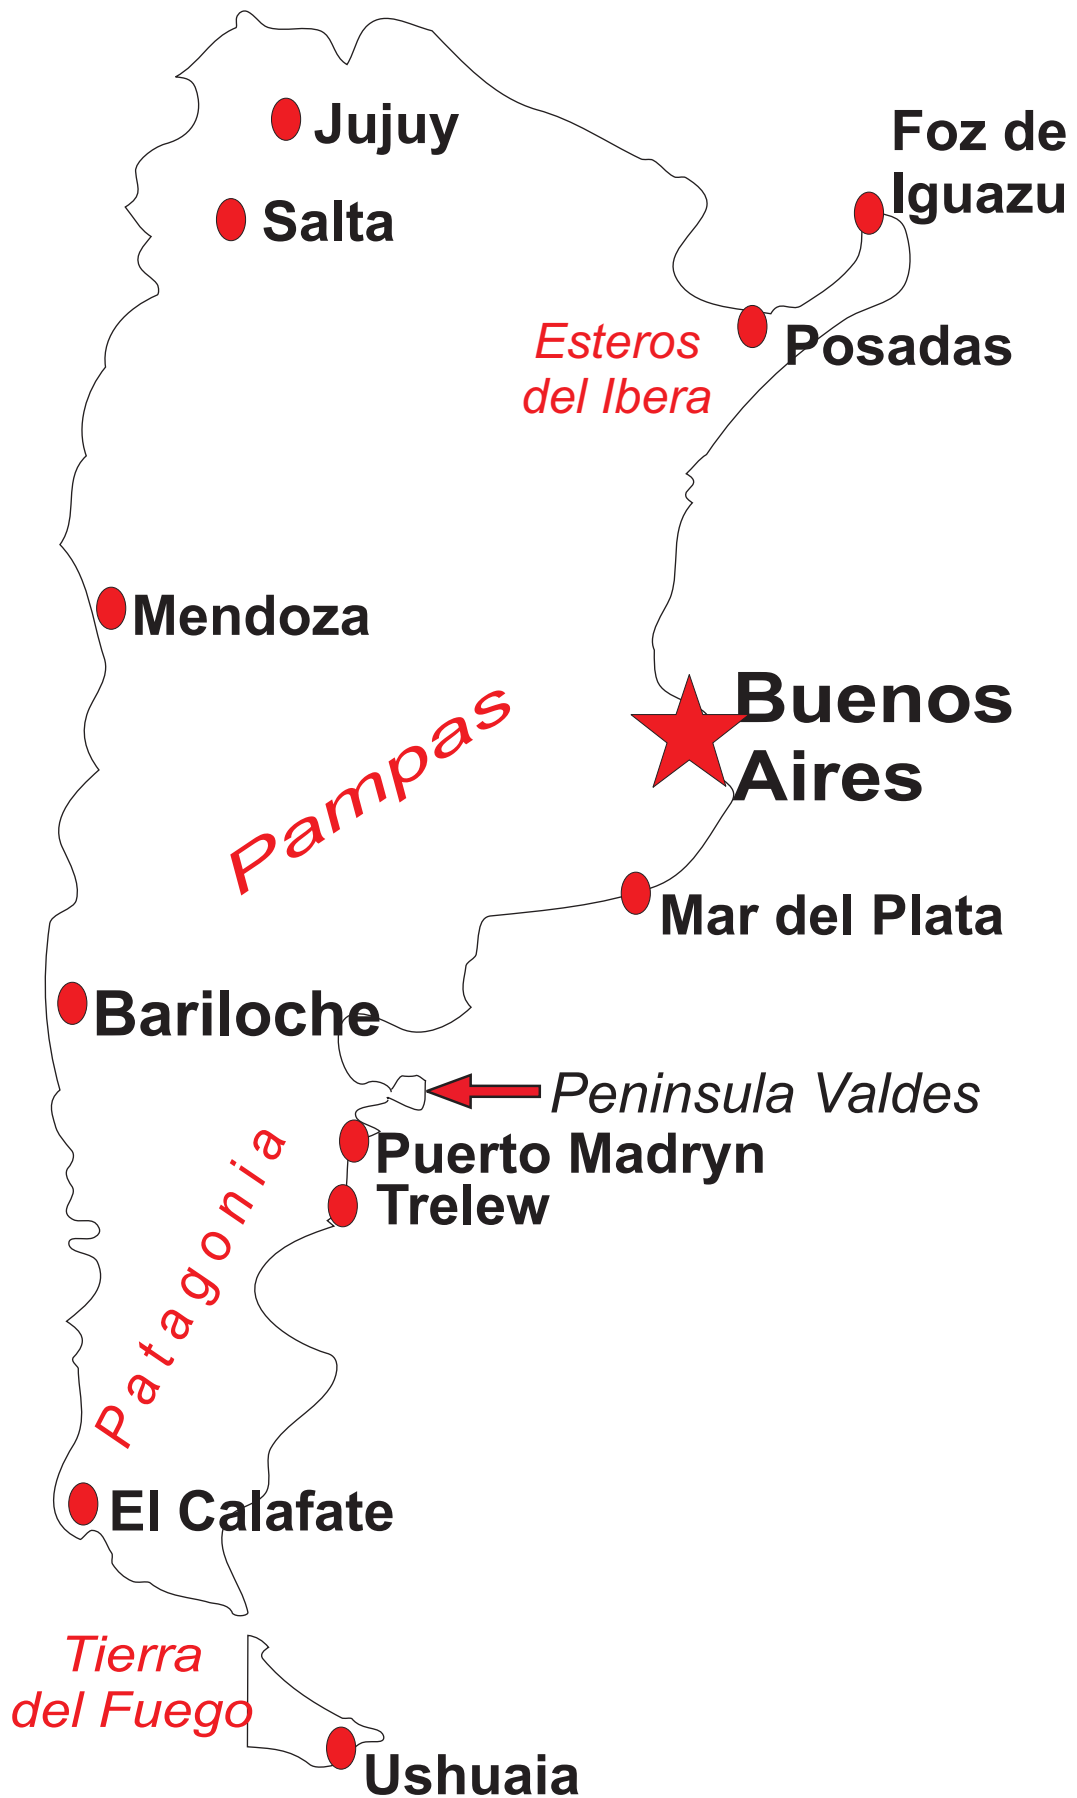 Jujuy
Foz de
Iguazu
Salta
Esteros
del Ibera
Posadas
Mendoza
Buenos
Aires
Pampas
Mar del Plata
Bariloche
Peninsula Valdes
Puerto Madryn
Trelew
Patagonia
El Calafate
Tierra
del Fuego
Ushuaia